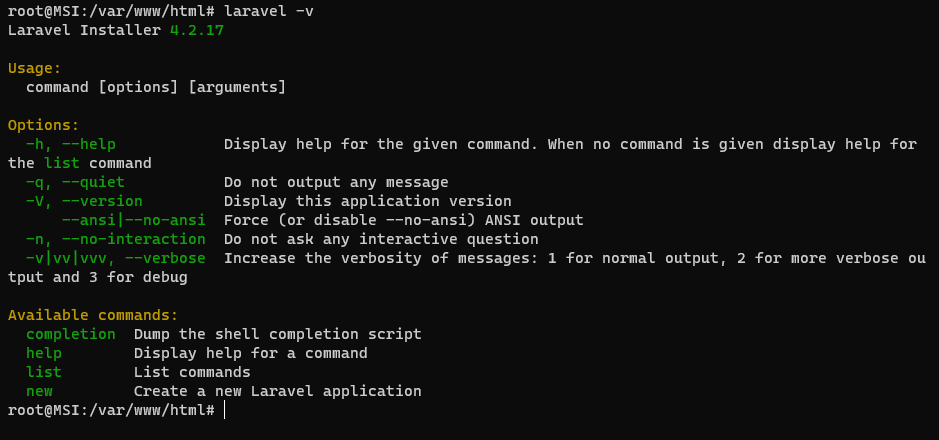 root@MSI:/var/www/html# laravel -v
Laravel Installer 4.2.17

Usage:
  command [options] [arguments]

Options:
  -h, --help            Display help for the given command. When no command is given display help for
the list command
  -q, --quiet           Do not output any message
  -V, --version         Display this application version
      --ansi|--no-ansi  Force (or disable --no-ansi) ANSI output
  -n, --no-interaction  Do not ask any interactive question
  -v|vv|vvv, --verbose  Increase the verbosity of messages: 1 for normal output, 2 for more verbose ou
tput and 3 for debug

Available commands:
  completion  Dump the shell completion script
  help        Display help for a command
  list        List commands
  new         Create a new Laravel application
root@MSI:/var/www/html#